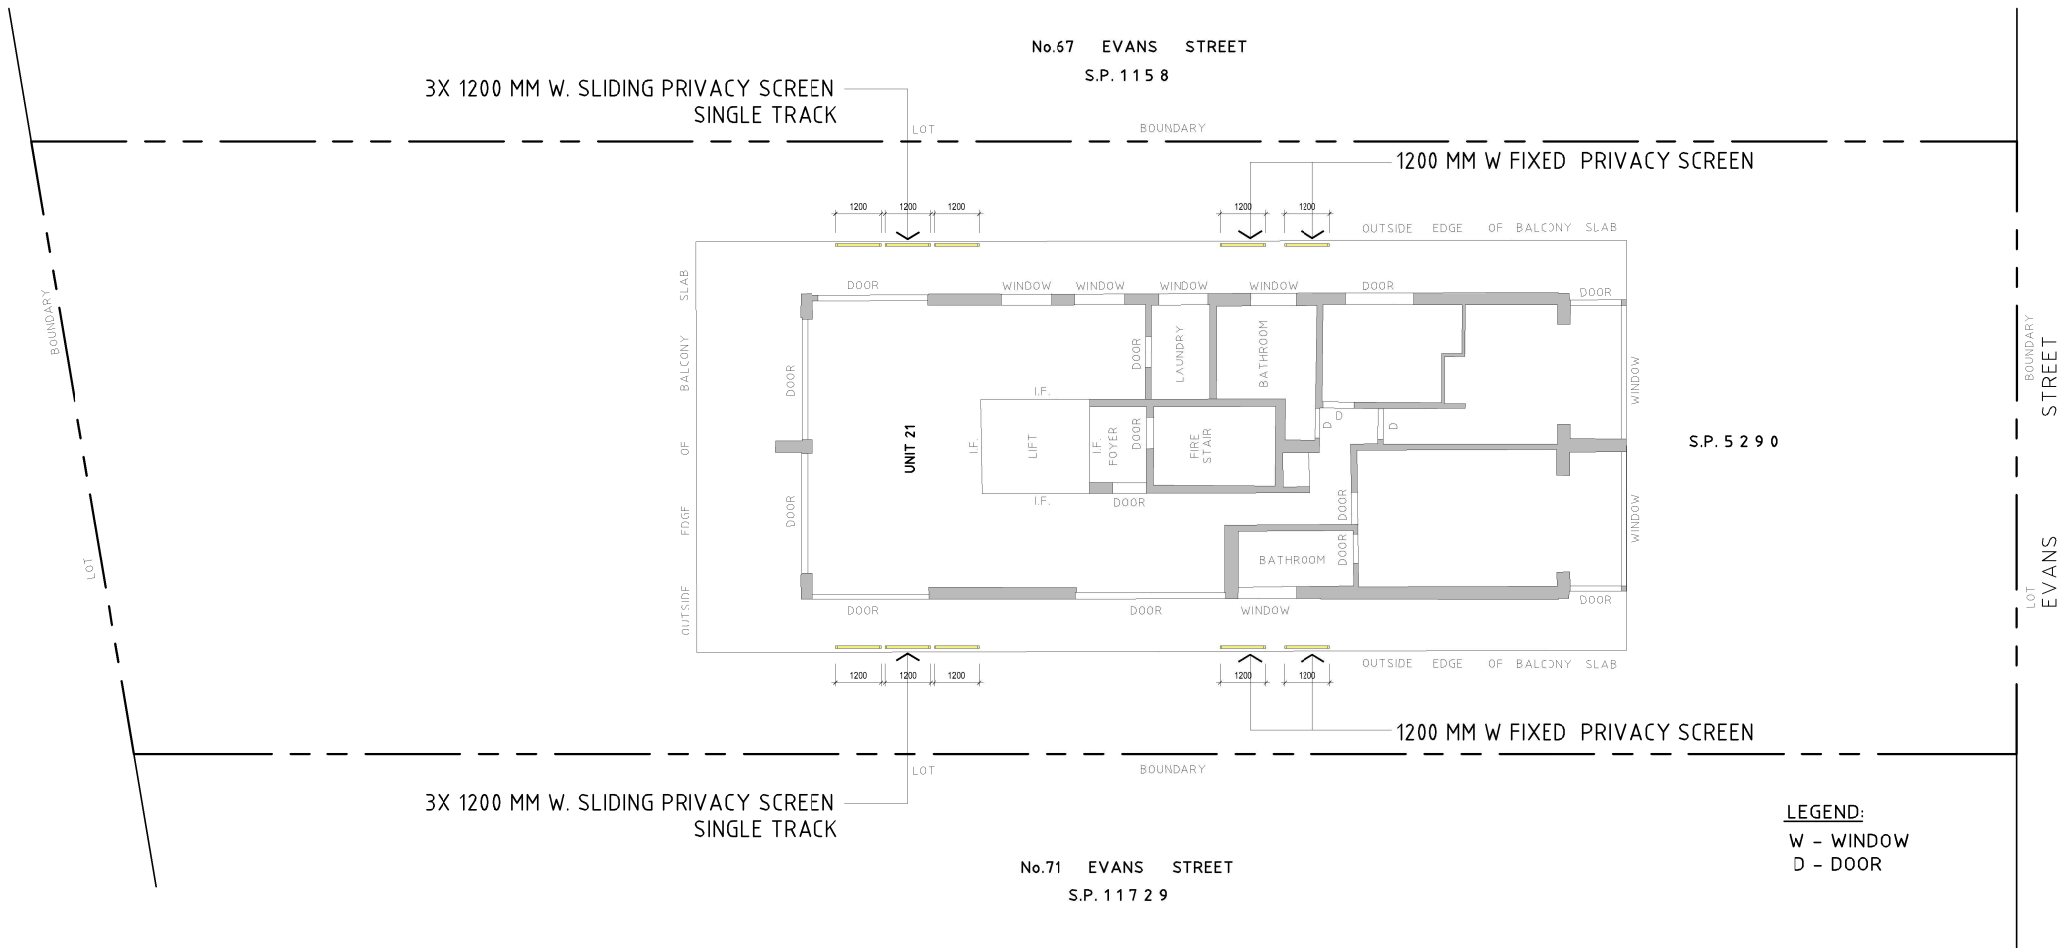 No.67 EVANS STREET
S.P. 1158
3X 1200 MM W. SLIDING PRIVACY SCREEN
SINGLE TRACK
LOT BOUNDARY
1200 MM W FIXED PRIVACY SCREEN
1200 1200 1200 1200 1200
OUTSIDE EDGE OF BALCONY SLAB
DOOR WINDOW WINDOW WINDOW WINDOW DOOR DOOR
OUTSIDE EDGE OF BALCONY SLAB
LOT BOUNDARY
DOOR
DOOR
UNIT 21
I.F.
I.F.
LIFT
I.F.
I.F.
FOYER
DOOR
DOOR
DOOR
LAUNDRY
BATHROOM
FIRE
STAIR
D
D
D
DOOR
DOOR
BATHROOM
WINDOW
WINDOW
S.P. 5290
LOT BOUNDARY
EVANS STREET
DOOR DOOR WINDOW DOOR
OUTSIDE EDGE OF BALCONY SLAB
1200 1200 1200 1200 1200
1200 MM W FIXED PRIVACY SCREEN
LOT BOUNDARY
3X 1200 MM W. SLIDING PRIVACY SCREEN
SINGLE TRACK
No.71 EVANS STREET
S.P. 11729
LEGEND:
W - WINDOW
D - DOOR